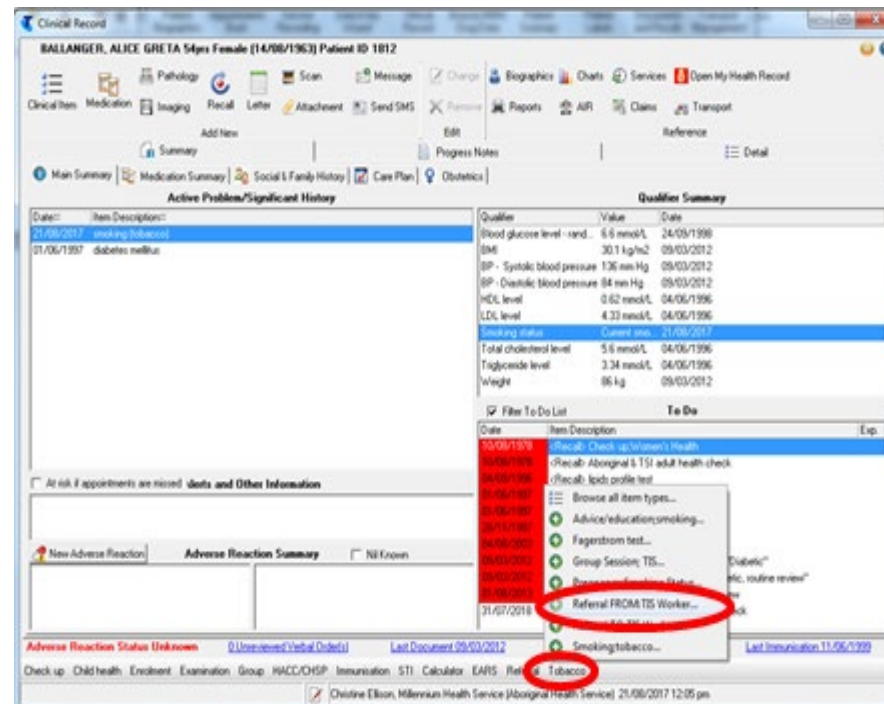 Clinical Record
BALLANGER, ALICE GRETA 54yrs Female (14/08/1963) Patient ID 1812
Pathology Scan Message Change Biographics Charts Services Open My Health Record
Clinical Item Medication Imaging Recall Letter Attachment Send SMS Remove Reports AIR Claims Transport
Add New Edit Reference
Summary Progress Notes Detail
Main Summary Medication Summary Social & Family History Care Plan Obstetrics
Active Problem/Significant History Qualifier Summary
Date Item Description Qualifier Value Date
21/08/2017 smoking (tobacco) Blood glucose level - rand... 6.6 mmol/L 24/09/1998
01/06/1997 diabetes mellitus BMI 30.1 kg/m2 09/03/2012
BP - Systolic blood pressure 136 mm Hg 09/03/2012
BP - Diastolic blood pressure 84 mm Hg 09/03/2012
HDL level 0.62 mmol/L 04/06/1996
LDL level 4.33 mmol/L 04/06/1996
Smoking status Current smo... 21/08/2017
Total cholesterol level 5.6 mmol/L 04/06/1996
Triglyceride level 3.34 mmol/L 04/06/1996
Weight 86 kg 09/03/2012
Filter To Do List To Do
Date Item Description Exp.
10/08/1978 <Recall> Check up;Women's Health
<Recall> Aboriginal & TSI adult health check
<Recall> lipids profile test
At risk if appointments are missed Alerts and Other Information
Browse all item types...
Advice/education;smoking...
Fagerstrom test...
New Adverse Reaction Adverse Reaction Summary Nil Known
Group Session; TIS... Diabetic"
routine review"
Referral FROM:TIS Worker...
31/07/2018
Smoking;tobacco...
Adverse Reaction Status Unknown 0 Unreviewed Verbal Order(s) Last Document 09/03/2012 Last Immunisation 11/06/1999
Check up Child health Enrolment Examination Group HACC/CHSP Immunisation STI Calculator EARS Referral Tobacco
Christine Ellison, Millennium Health Service (Aboriginal Health Service) 21/08/2017 12:05 pm